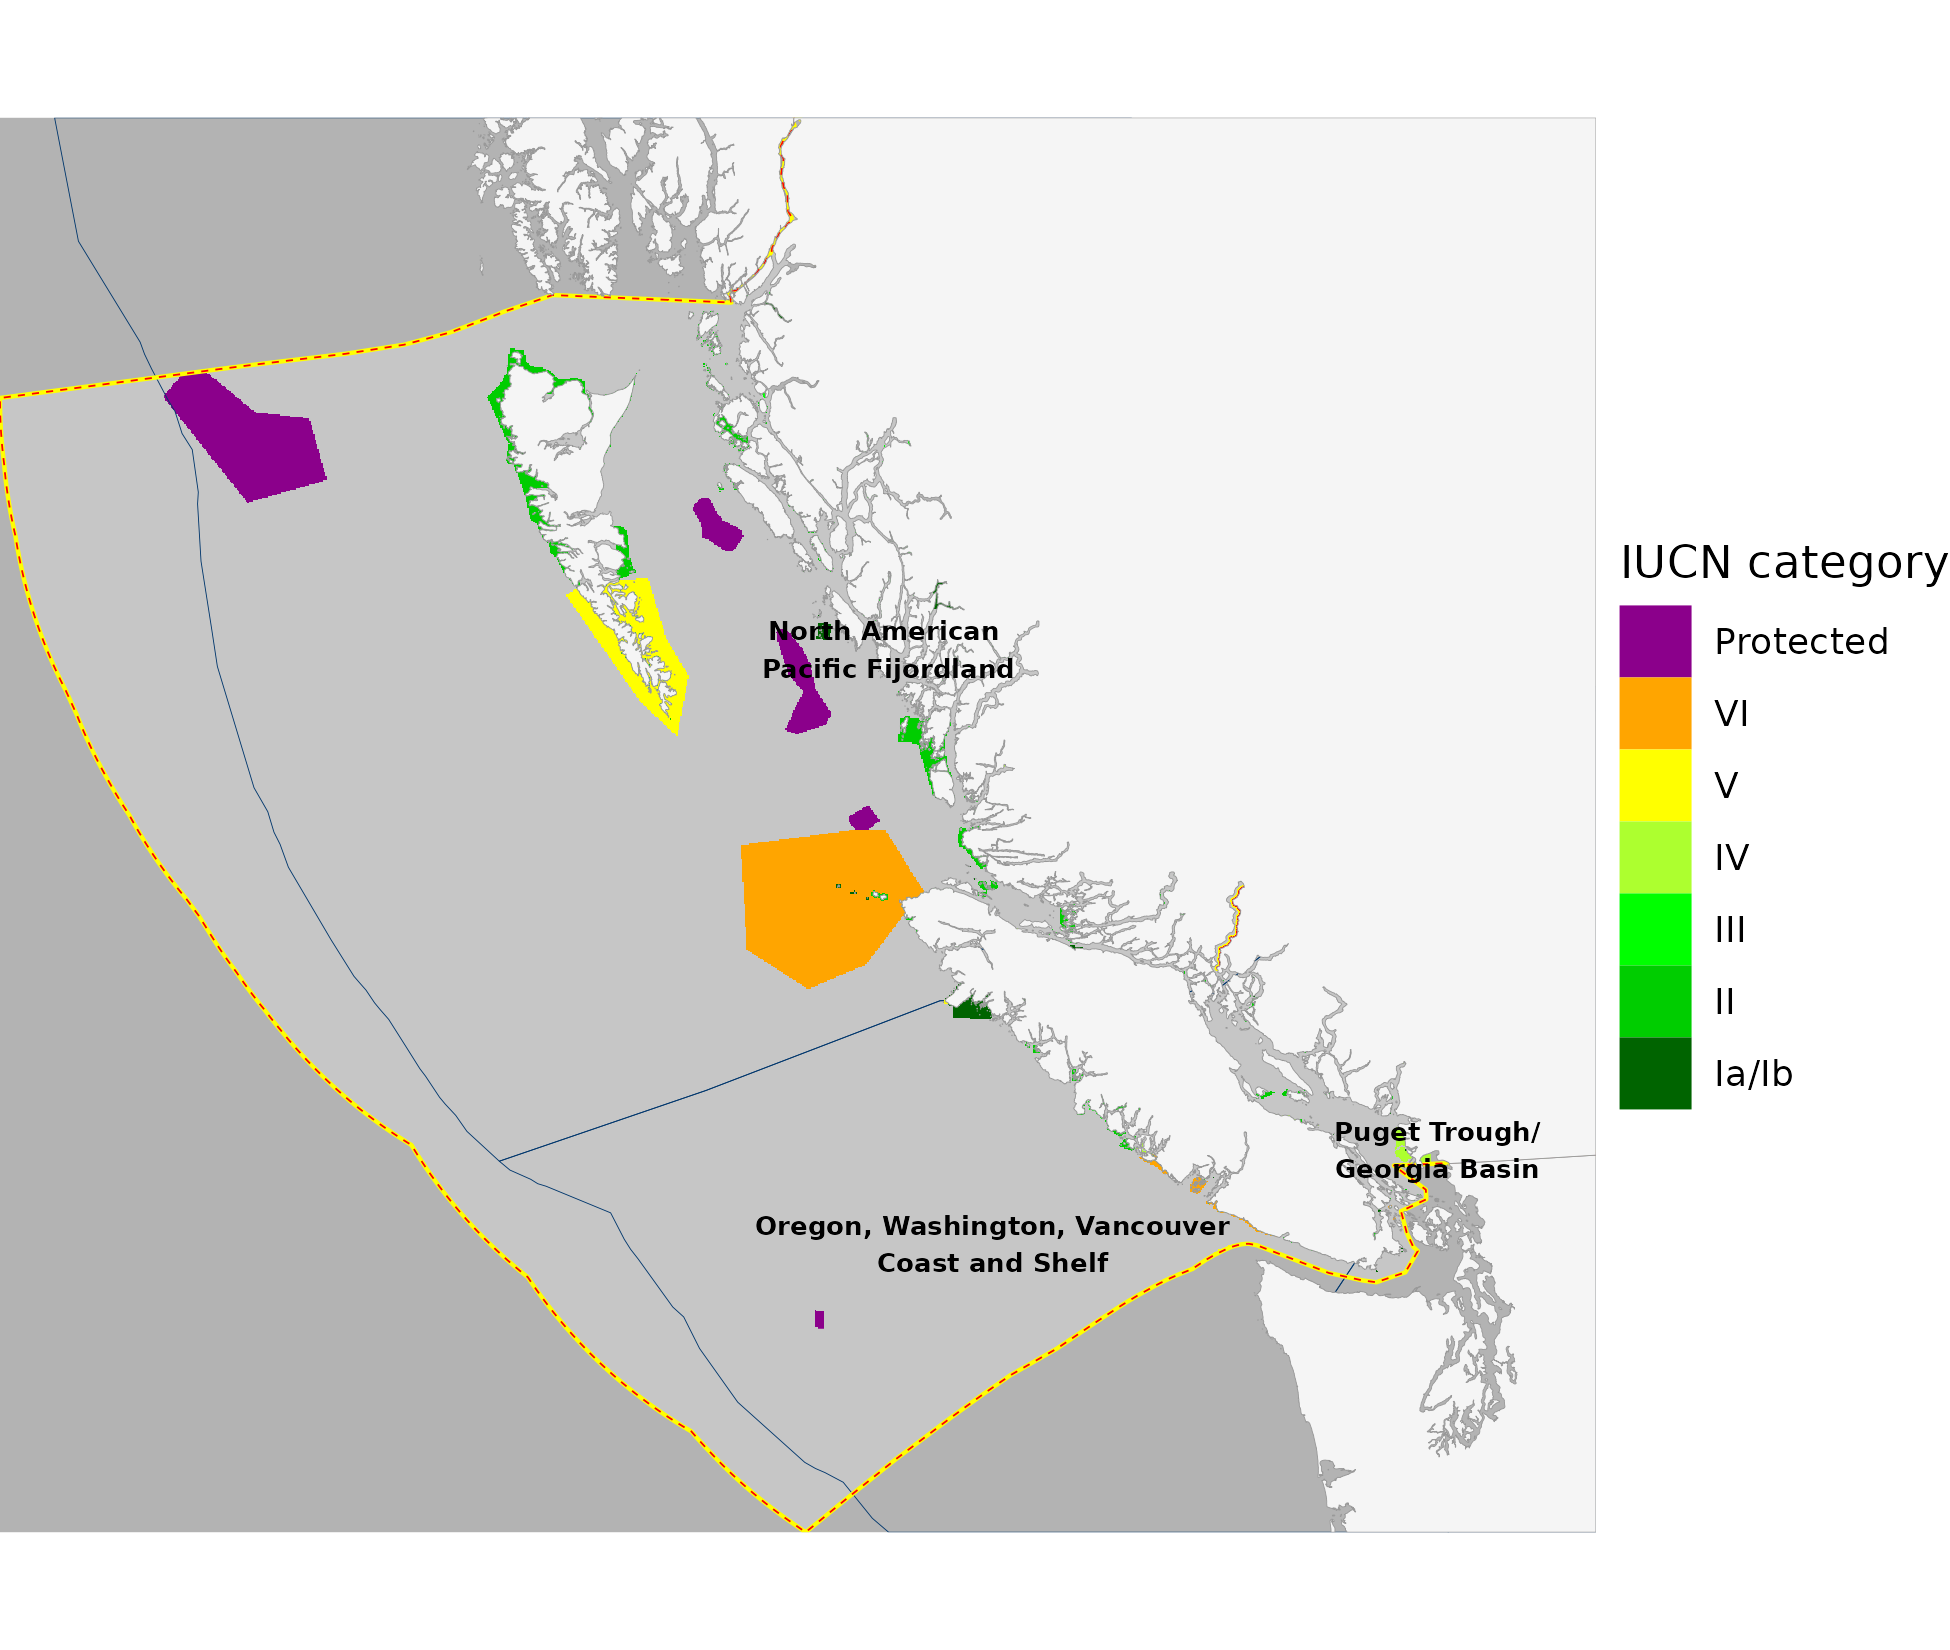 North American
Pacific Fijordland
Puget Trough/
Georgia Basin
Oregon, Washington, Vancouver
Coast and Shelf
IUCN category
Protected
VI
V
IV
III
II
Ia/Ib